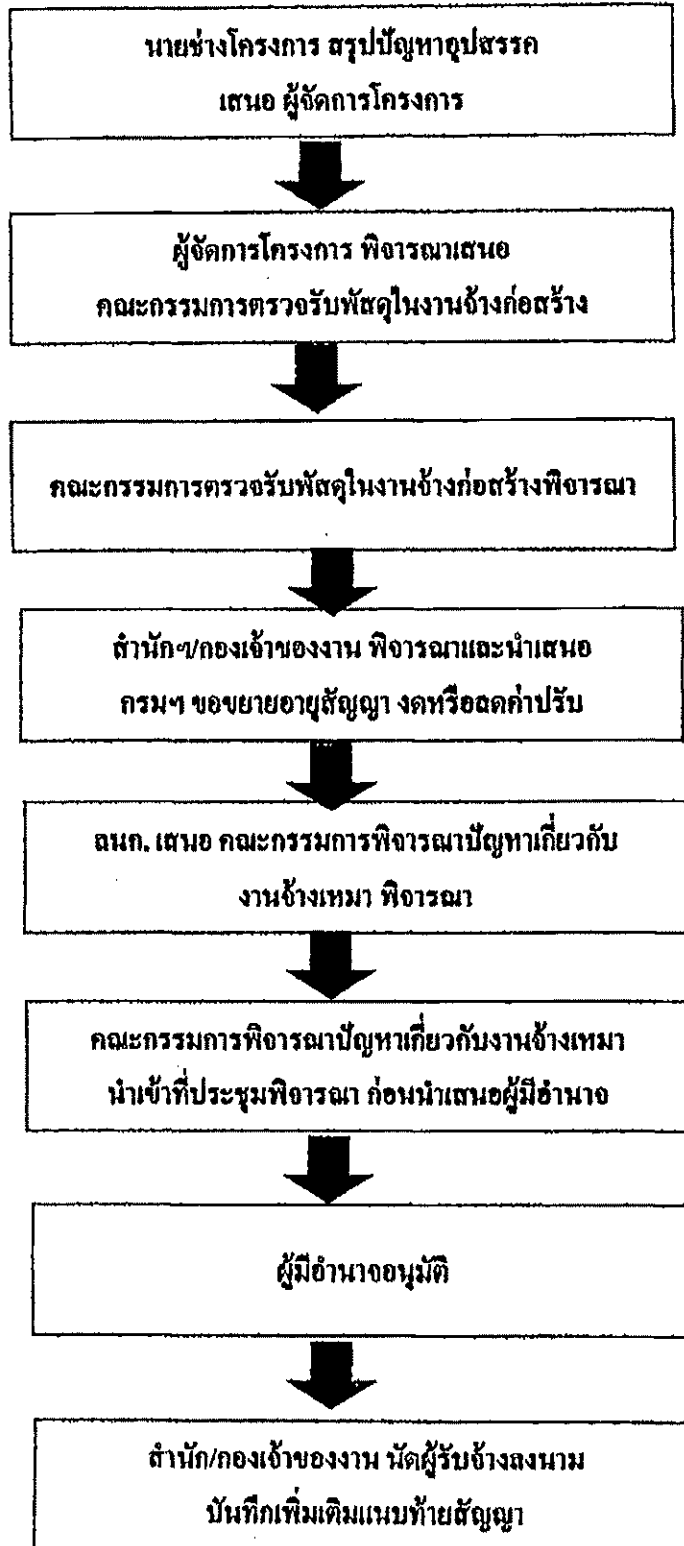 นายช่างโครงการ สรุปปัญหาอุปสรรค
เสนอ ผู้จัดการโครงการ
ผู้จัดการโครงการ พิจารณาเสนอ
คณะกรรมการตรวจรับพัสดุในงานจ้างก่อสร้าง
คณะกรรมการตรวจรับพัสดุในงานจ้างก่อสร้างพิจารณา
สำนักฯ/กองเจ้าของงาน พิจารณาและนำเสนอ
กรมฯ ขอขยายอายุสัญญา งดหรือลดค่าปรับ
ลนก. เสนอ คณะกรรมการพิจารณาปัญหาเกี่ยวกับ
งานจ้างเหมา พิจารณา
คณะกรรมการพิจารณาปัญหาเกี่ยวกับงานจ้างเหมา
นำเข้าที่ประชุมพิจารณา ก่อนนำเสนอผู้มีอำนาจ
ผู้มีอำนาจอนุมัติ
สำนัก/กองเจ้าของงาน นัดผู้รับจ้างลงนาม
บันทึกเพิ่มเติมแนบท้ายสัญญา